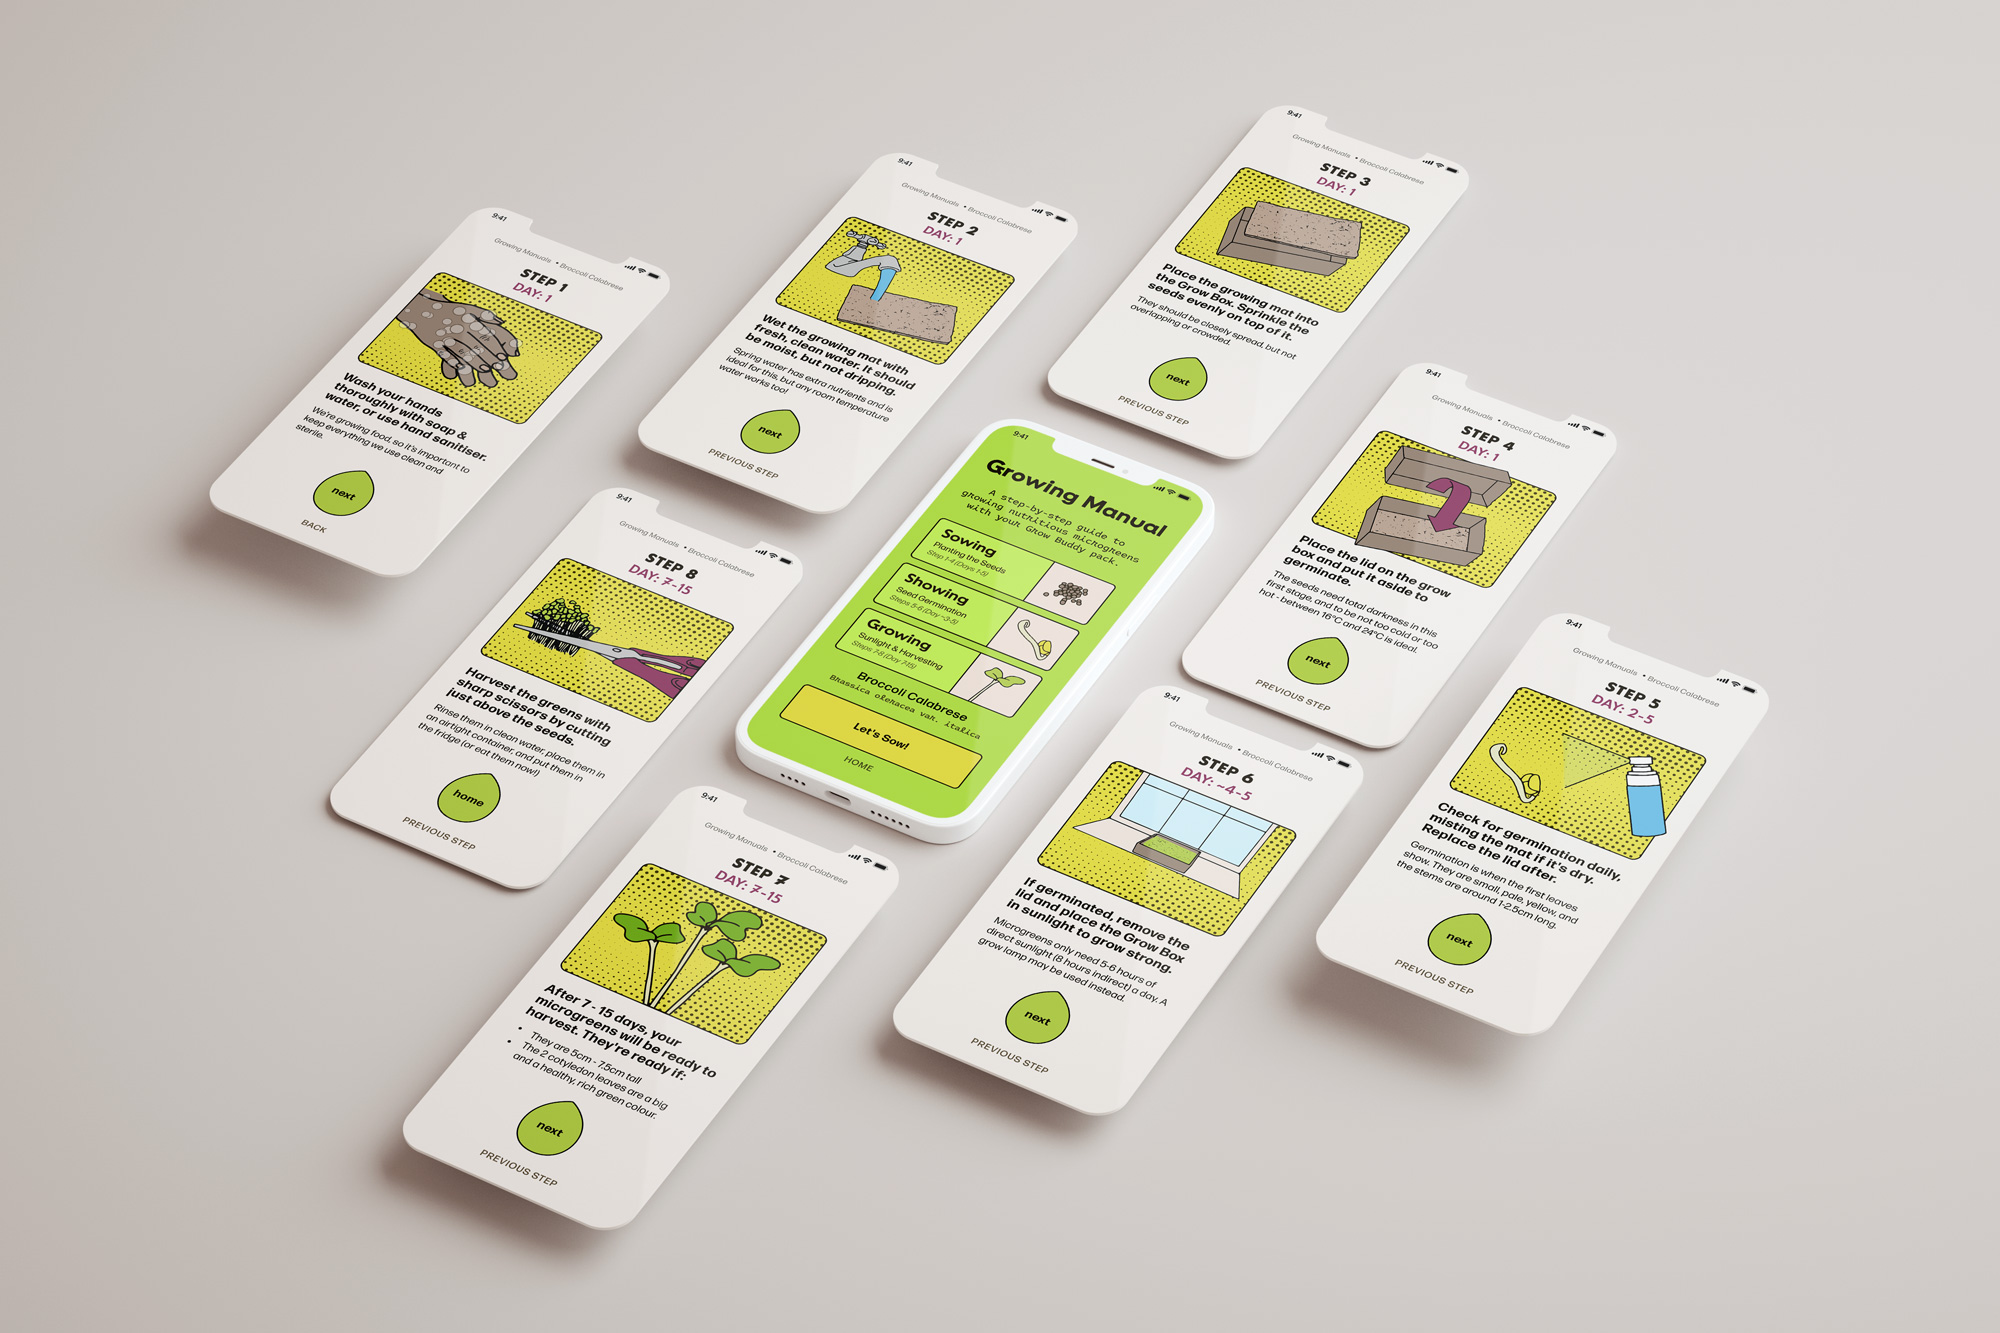 9:41
Growing Manuals • Broccoli Calabrese
STEP 1
DAY: 1
Wash your hands
thoroughly with soap &
water, or use hand sanitiser.
We're growing food, so it's important to
keep everything we use clean and
sterile.
next
BACK
9:41
Growing Manuals • Broccoli Calabrese
STEP 2
DAY: 1
Wet the growing mat with
fresh, clean water. It should
be moist, but not dripping.
Spring water has extra nutrients and is
ideal for this, but any room temperature
water works too!
next
PREVIOUS STEP
9:41
Growing Manuals • Broccoli Calabrese
STEP 3
DAY: 1
Place the growing mat into
the Grow Box. Sprinkle the
seeds evenly on top of it.
They should be closely spread, but not
overlapping or crowded.
next
PREVIOUS STEP
9:41
Growing Manuals • Broccoli Calabrese
STEP 4
DAY: 1
Place the lid on the grow
box and put it aside to
germinate.
The seeds need total darkness in this
first stage, and to be not too cold or too
hot - between 16°C and 24°C is ideal.
next
PREVIOUS STEP
9:41
Growing Manuals • Broccoli Calabrese
STEP 5
DAY: 2-5
Check for germination daily,
misting the mat if it's dry.
Replace the lid after.
Germination is when the first leaves
show. They are small, pale, yellow, and
the stems are around 1-2.5cm long.
next
PREVIOUS STEP
9:41
Growing Manuals • Broccoli Calabrese
STEP 6
DAY: ~4-5
If germinated, remove the
lid and place the Grow Box
in sunlight to grow strong.
Microgreens only need 5-6 hours of
direct sunlight (8 hours indirect) a day. A
grow lamp may be used instead.
next
PREVIOUS STEP
9:41
Growing Manuals • Broccoli Calabrese
STEP 7
DAY: 7-15
After 7 - 15 days, your
microgreens will be ready to
harvest. They're ready if:
• They are 5cm - 7.5cm tall
• The 2 cotyledon leaves are a big
and a healthy, rich green colour.
next
PREVIOUS STEP
9:41
Growing Manuals • Broccoli Calabrese
STEP 8
DAY: 7-15
Harvest the greens with
sharp scissors by cutting
just above the seeds.
Rinse them in clean water, place them in
an airtight container, and put them in
the fridge (or eat them now!)
home
PREVIOUS STEP
9:41
Growing Manual
A step-by-step guide to
growing nutritious microgreens
with your Grow Buddy pack.
Sowing
Planting the Seeds
Step 1-4 (Days 1-5)
Showing
Seed Germination
Steps 5-6 (Day ~3-5)
Growing
Sunlight & Harvesting
Steps 7-8 (Day 7-15)
Broccoli Calabrese
Brassica oleracea var. italica
Let's Sow!
HOME